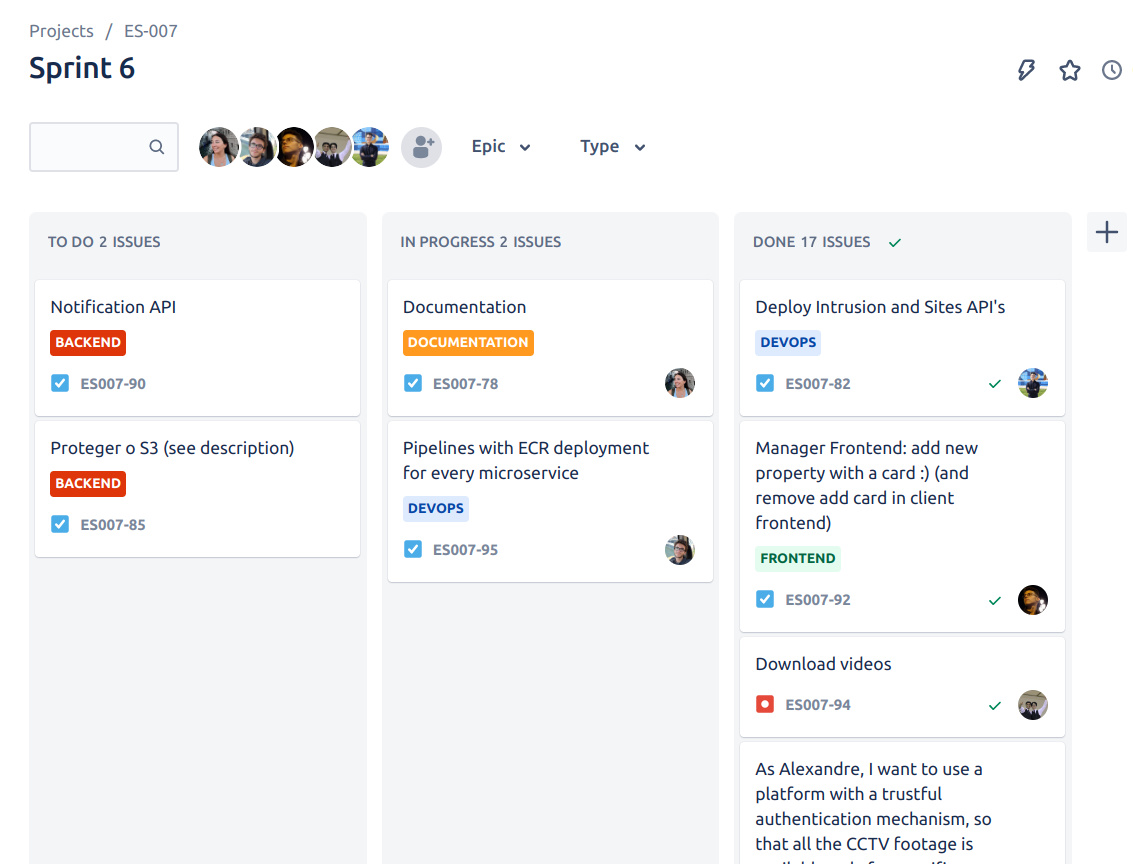 Projects / ES-007
Sprint 6
Epic
Type
TO DO 2 ISSUES
Notification API
BACKEND
ES007-90
Proteger o S3 (see description)
BACKEND
ES007-85
IN PROGRESS 2 ISSUES
Documentation
DOCUMENTATION
ES007-78
Pipelines with ECR deployment
for every microservice
DEVOPS
ES007-95
DONE 17 ISSUES
Deploy Intrusion and Sites API's
DEVOPS
ES007-82
Manager Frontend: add new
property with a card :) (and
remove add card in client
frontend)
FRONTEND
ES007-92
Download videos
ES007-94
As Alexandre, I want to use a
platform with a trustful
authentication mechanism, so
that all the CCTV footage is